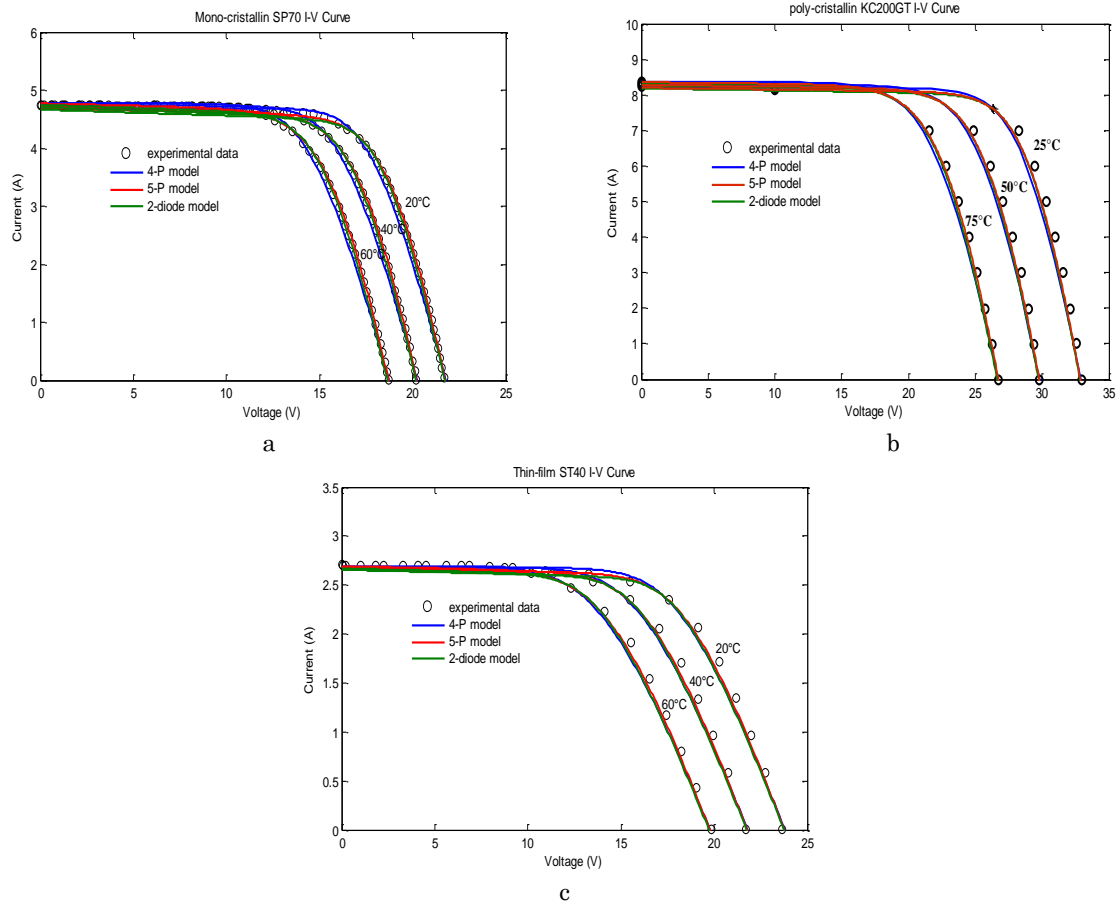 Mono-cristallin SP70 I-V Curve
6
5
4
3
2
1
0
Current (A)
experimental data
4-P model
5-P model
2-diode model
20°C
40°C
60°C
0 5 10 15 20 25
Voltage (V)
a
poly-cristallin KC200GT I-V Curve
10
9
8
7
6
5
4
3
2
1
0
Current (A)
experimental data
4-P model
5-P model
2-diode model
25°C
50°C
75°C
0 5 10 15 20 25 30 35
Voltage (V)
b
Thin-film ST40 I-V Curve
3.5
3
2.5
2
1.5
1
0.5
0
Current (A)
experimental data
4-P model
5-P model
2-diode model
20°C
40°C
60°C
0 5 10 15 20 25
Voltage (V)
c